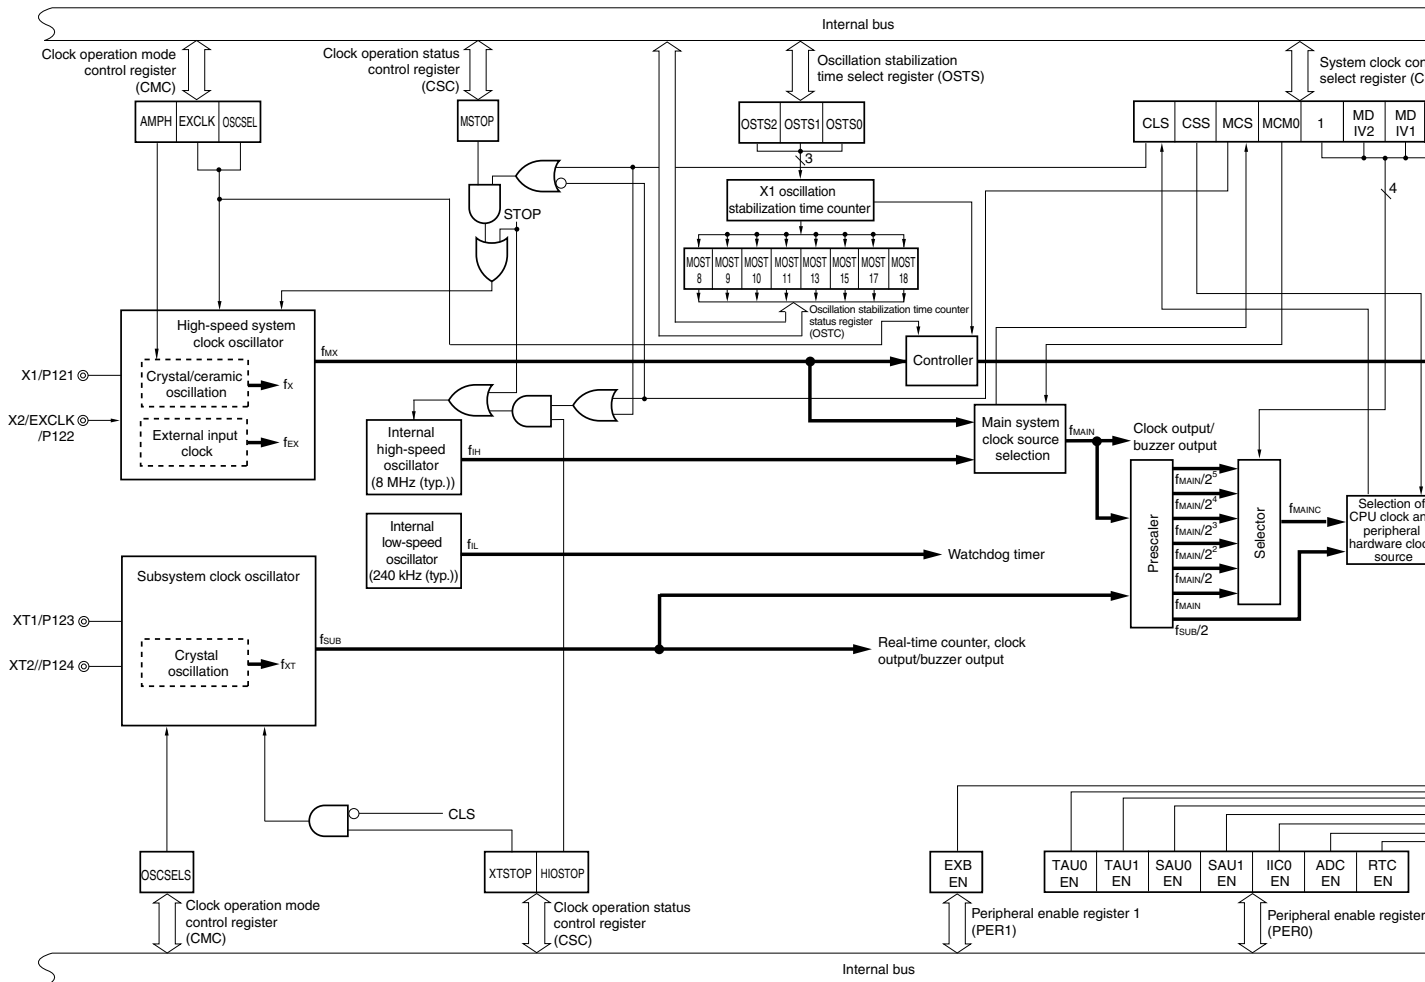 Internal bus
Clock operation mode
control register
(CMC)
Clock operation status
control register
(CSC)
Oscillation stabilization
time select register (OSTS)
System clock con
select register (C
AMPH EXCLK OSCSEL
MSTOP
OSTS2 OSTS1 OSTS0
CLS CSS MCS MCM0 1 MD IV2 MD IV1
3
4
X1 oscillation
stabilization time counter
STOP
MOST 8 MOST 9 MOST 10 MOST 11 MOST 13 MOST 15 MOST 17 MOST 18
Oscillation stabilization time counter
status register
(OSTC)
High-speed system
clock oscillator
fMX
Controller
X1/P121
Crystal/ceramic
oscillation
fX
X2/EXCLK
/P122
External input
clock
fEX
Internal
high-speed
oscillator
(8 MHz (typ.))
fIH
Main system
clock source
selection
fMAIN
Clock output/
buzzer output
Prescaler
fMAIN/2⁵
fMAIN/2⁴
fMAIN/2³
fMAIN/2²
fMAIN/2
fMAIN
fSUB/2
Selector
fMAINC
Selection of
CPU clock an
peripheral
hardware cloc
source
Internal
low-speed
oscillator
(240 kHz (typ.))
fIL
Watchdog timer
Subsystem clock oscillator
XT1/P123
XT2//P124
Crystal
oscillation
fXT
fSUB
Real-time counter, clock
output/buzzer output
CLS
OSCSELS
XTSTOP HIOSTOP
EXB EN
TAU0 EN TAU1 EN SAU0 EN SAU1 EN IIC0 EN ADC EN RTC EN
Clock operation mode
control register
(CMC)
Clock operation status
control register
(CSC)
Peripheral enable register 1
(PER1)
Peripheral enable register
(PER0)
Internal bus